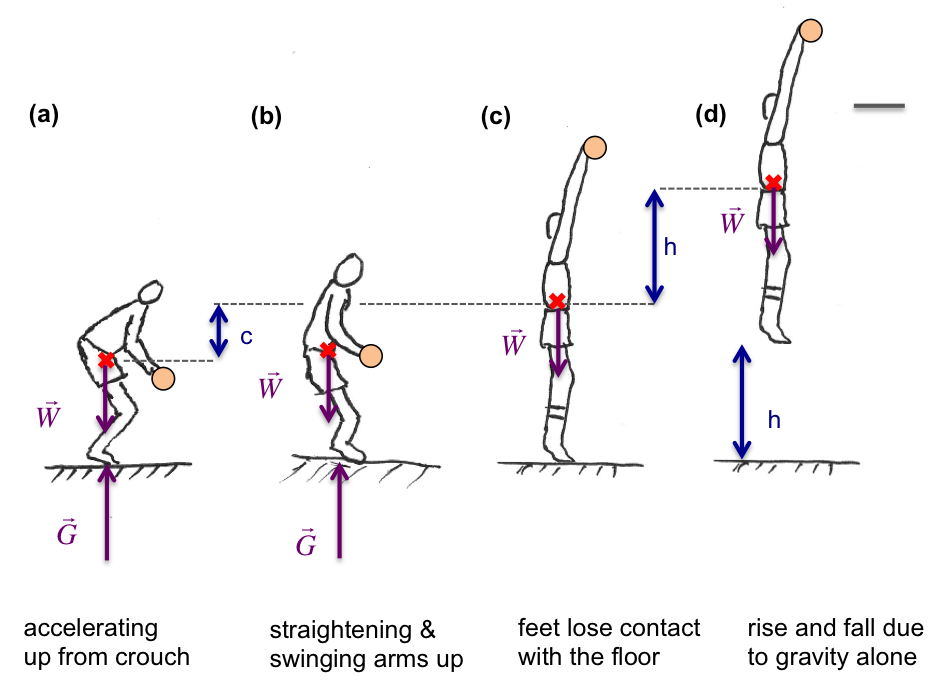 (a)
(b)
(c)
(d)
W⃗
G⃗
c
W⃗
G⃗
W⃗
h
W⃗
h
accelerating
up from crouch
straightening &
swinging arms up
feet lose contact
with the floor
rise and fall due
to gravity alone